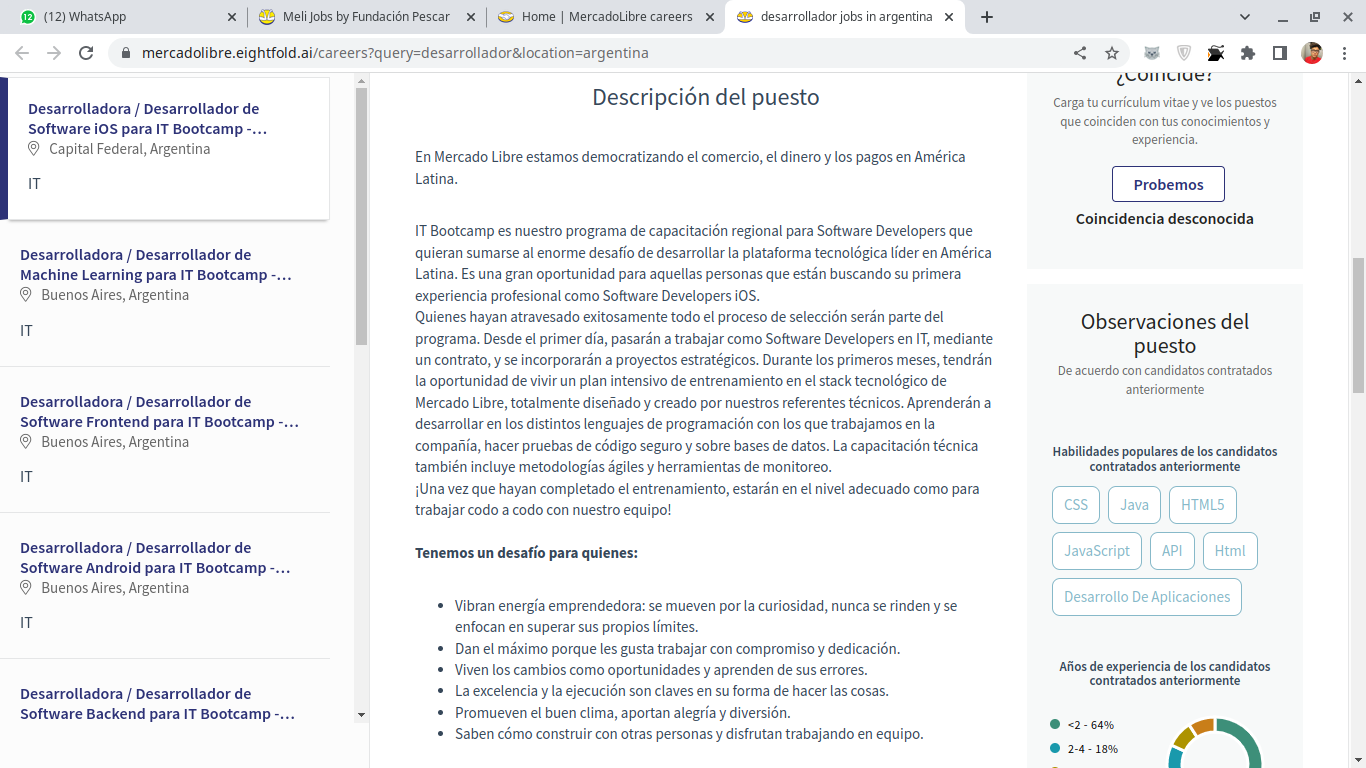 (12) WhatsApp
Meli Jobs by Fundación Pescar
Home | MercadoLibre careers
desarrollador jobs in argentina
mercadolibre.eightfold.ai/careers?query=desarrollador&location=argentina
Desarrolladora / Desarrollador de
Software iOS para IT Bootcamp -…
Capital Federal, Argentina
IT
Desarrolladora / Desarrollador de
Machine Learning para IT Bootcamp -…
Buenos Aires, Argentina
IT
Desarrolladora / Desarrollador de
Software Frontend para IT Bootcamp -…
Buenos Aires, Argentina
IT
Desarrolladora / Desarrollador de
Software Android para IT Bootcamp -…
Buenos Aires, Argentina
IT
Desarrolladora / Desarrollador de
Software Backend para IT Bootcamp -…
Descripción del puesto
En Mercado Libre estamos democratizando el comercio, el dinero y los pagos en América
Latina.
IT Bootcamp es nuestro programa de capacitación regional para Software Developers que
quieran sumarse al enorme desafío de desarrollar la plataforma tecnológica líder en América
Latina. Es una gran oportunidad para aquellas personas que están buscando su primera
experiencia profesional como Software Developers iOS.
Quienes hayan atravesado exitosamente todo el proceso de selección serán parte del
programa. Desde el primer día, pasarán a trabajar como Software Developers en IT, mediante
un contrato, y se incorporarán a proyectos estratégicos. Durante los primeros meses, tendrán
la oportunidad de vivir un plan intensivo de entrenamiento en el stack tecnológico de
Mercado Libre, totalmente diseñado y creado por nuestros referentes técnicos. Aprenderán a
desarrollar en los distintos lenguajes de programación con los que trabajamos en la
compañía, hacer pruebas de código seguro y sobre bases de datos. La capacitación técnica
también incluye metodologías ágiles y herramientas de monitoreo.
¡Una vez que hayan completado el entrenamiento, estarán en el nivel adecuado como para
trabajar codo a codo con nuestro equipo!
Tenemos un desafío para quienes:
• Vibran energía emprendedora: se mueven por la curiosidad, nunca se rinden y se
enfocan en superar sus propios límites.
• Dan el máximo porque les gusta trabajar con compromiso y dedicación.
• Viven los cambios como oportunidades y aprenden de sus errores.
• La excelencia y la ejecución son claves en su forma de hacer las cosas.
• Promueven el buen clima, aportan alegría y diversión.
• Saben cómo construir con otras personas y disfrutan trabajando en equipo.
¿Coincide?
Carga tu currículum vitae y ve los puestos
que coinciden con tus conocimientos y
experiencia.
Probemos
Coincidencia desconocida
Observaciones del
puesto
De acuerdo con candidatos contratados
anteriormente
Habilidades populares de los candidatos
contratados anteriormente
CSS
Java
HTML5
JavaScript
API
Html
Desarrollo De Aplicaciones
Años de experiencia de los candidatos
contratados anteriormente
<2 - 64%
2-4 - 18%